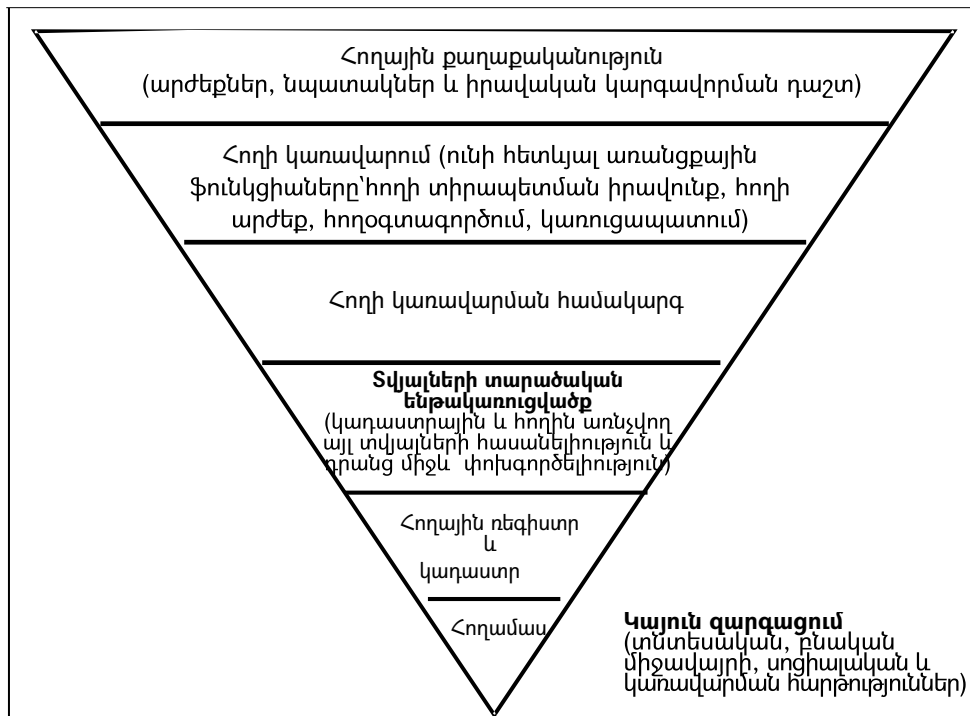 Հողային քաղաքականություն
(արժեքներ, նպատակներ և իրավական կարգավորման դաշտ)
Հողի կառավարում (ունի հետևյալ առանցքային
ֆունկցիաները՝հողի տիրապետման իրավունք, հողի
արժեք, հողօգտագործում, կառուցապատում)
Հողի կառավարման համակարգ
Տվյալների տարածական
ենթակառուցվածք
(կադաստրային և հողին առնչվող
այլ տվյալների հասանելիություն և
դրանց միջև փոխգործելիություն)
Հողային ռեգիստր
և
կադաստր
Հողամաս
Կայուն զարգացում
(տնտեսական, բնական
միջավայրի, սոցիալական և
կառավարման հարթություններ)